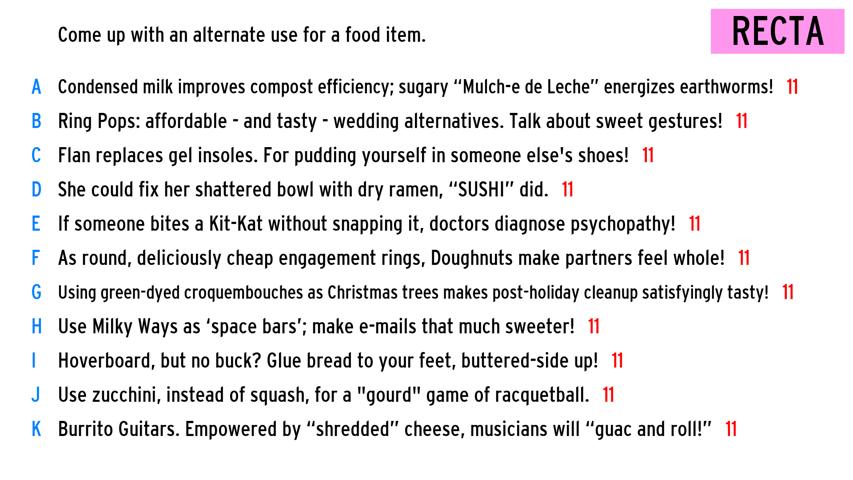 Come up with an alternate use for a food item.
RECTA
A Condensed milk improves compost efficiency; sugary “Mulch-e de Leche” energizes earthworms! 11
B Ring Pops: affordable - and tasty - wedding alternatives. Talk about sweet gestures! 11
C Flan replaces gel insoles. For pudding yourself in someone else's shoes! 11
D She could fix her shattered bowl with dry ramen, “SUSHI” did. 11
E If someone bites a Kit-Kat without snapping it, doctors diagnose psychopathy! 11
F As round, deliciously cheap engagement rings, Doughnuts make partners feel whole! 11
G Using green-dyed croquembouches as Christmas trees makes post-holiday cleanup satisfyingly tasty! 11
H Use Milky Ways as ‘space bars’; make e-mails that much sweeter! 11
I Hoverboard, but no buck? Glue bread to your feet, buttered-side up! 11
J Use zucchini, instead of squash, for a "gourd" game of racquetball. 11
K Burrito Guitars. Empowered by “shredded” cheese, musicians will “guac and roll!” 11